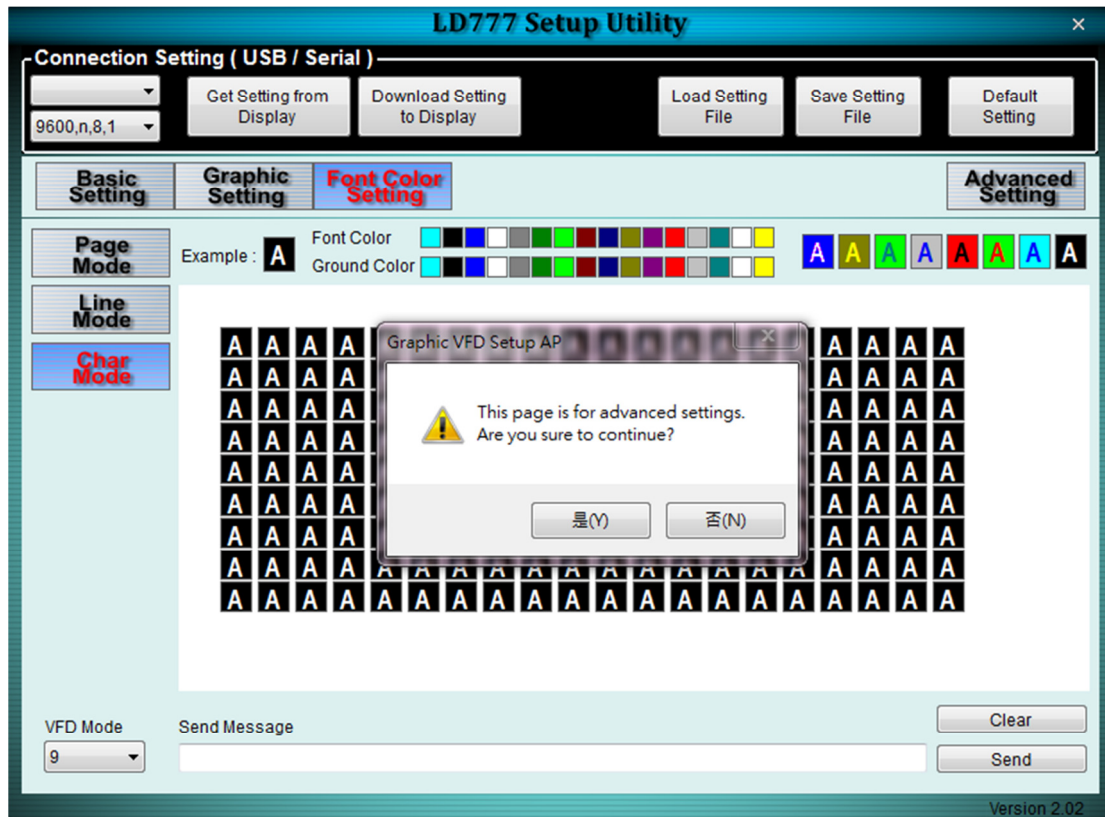 LD777 Setup Utility
Connection Setting ( USB / Serial )
Get Setting from
Display
Download Setting
to Display
Load Setting
File
Save Setting
File
Default
Setting
9600,n,8,1
Basic
Setting
Graphic
Setting
Font Color
Setting
Advanced
Setting
Page
Mode
Line
Mode
Char
Mode
Example : A
Font Color
Ground Color
A A A A A A A A
A A A A A A A A
A A A A A A A A
A A A A A A A A
A A A A A A A A
A A A A A A A A
A A A A A A A A
A A A A A A A A
A A A A A A A A A A A A A A A A A A A A
A A A A A A A A A A A A A A A A A A A A
Graphic VFD Setup AP
This page is for advanced settings.
Are you sure to continue?
是(Y)
否(N)
VFD Mode
9
Send Message
Clear
Send
Version 2.02